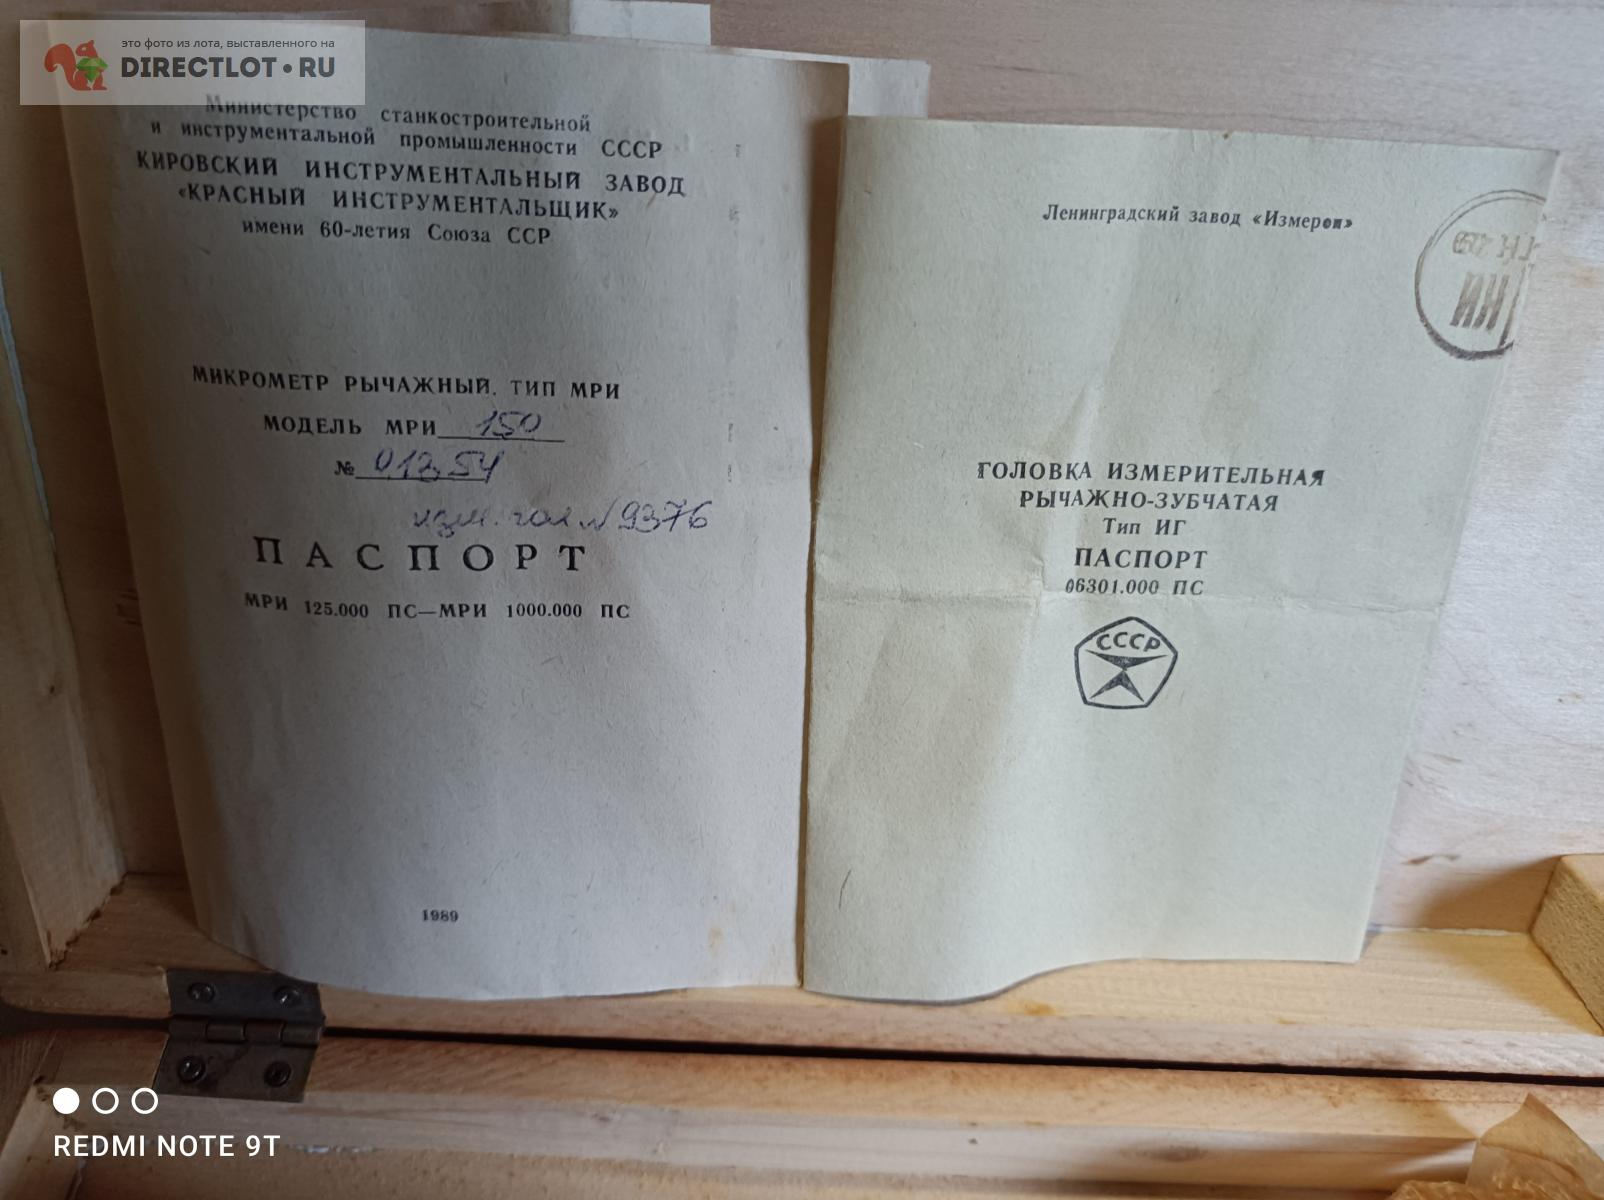 это фото из лота, выставленного на
DIRECTLOT•RU
Министерство станкостроительной
и инструментальной промышленности СССР
КИРОВСКИЙ ИНСТРУМЕНТАЛЬНЫЙ ЗАВОД
«КРАСНЫЙ ИНСТРУМЕНТАЛЬЩИК»
имени 60-летия Союза ССР
МИКРОМЕТР РЫЧАЖНЫЙ. ТИП МРИ
МОДЕЛЬ МРИ 150
№ 01354
изм. гол. N 9376
ПАСПОРТ
МРИ 125.000 ПС—МРИ 1000.000 ПС
1989
Ленинградский завод «Измерон»
ГОЛОВКА ИЗМЕРИТЕЛЬНАЯ
РЫЧАЖНО-ЗУБЧАТАЯ
Тип ИГ
ПАСПОРТ
06301.000 ПС
СССР
REDMI NOTE 9T